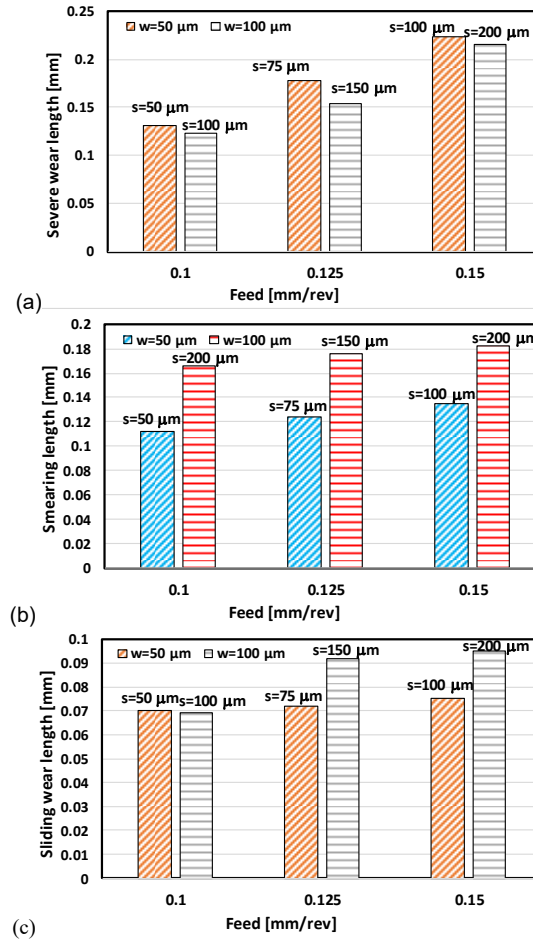 w=50 µm w=100 µm
Severe wear length [mm]
0.25
0.2
0.15
0.1
0.05
0
s=50 µm
s=100 µm
s=75 µm
s=150 µm
s=100 µm
s=200 µm
0.1 0.125 0.15
Feed [mm/rev]
(a)
w=50 µm w=100 µm
Smearing length [mm]
0.2
0.18
0.16
0.14
0.12
0.1
0.08
0.06
0.04
0.02
0
s=50 µm
s=200 µm
s=75 µm
s=150 µm
s=100 µm
s=200 µm
0.1 0.125 0.15
Feed [mm/rev]
(b)
w=50 µm w=100 µm
Sliding wear length [mm]
0.1
0.09
0.08
0.07
0.06
0.05
0.04
0.03
0.02
0.01
0
s=50 µm
s=100 µm
s=75 µm
s=150 µm
s=100 µm
s=200 µm
0.1 0.125 0.15
Feed [mm/rev]
(c)